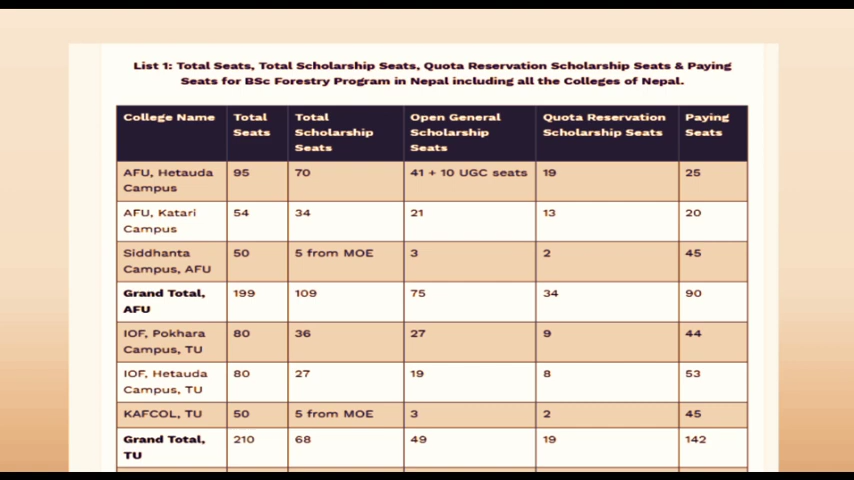 List 1: Total Seats, Total Scholarship Seats, Quota Reservation Scholarship Seats & Paying
Seats for BSc Forestry Program in Nepal including all the Colleges of Nepal.
College Name | Total Seats | Total Scholarship Seats | Open General Scholarship Seats | Quota Reservation Scholarship Seats | Paying Seats
AFU, Hetauda Campus | 95 | 70 | 41 + 10 UGC seats | 19 | 25
AFU, Katari Campus | 54 | 34 | 21 | 13 | 20
Siddhanta Campus, AFU | 50 | 5 from MOE | 3 | 2 | 45
Grand Total, AFU | 199 | 109 | 75 | 34 | 90
IOF, Pokhara Campus, TU | 80 | 36 | 27 | 9 | 44
IOF, Hetauda Campus, TU | 80 | 27 | 19 | 8 | 53
KAFCOL, TU | 50 | 5 from MOE | 3 | 2 | 45
Grand Total, TU | 210 | 68 | 49 | 19 | 142